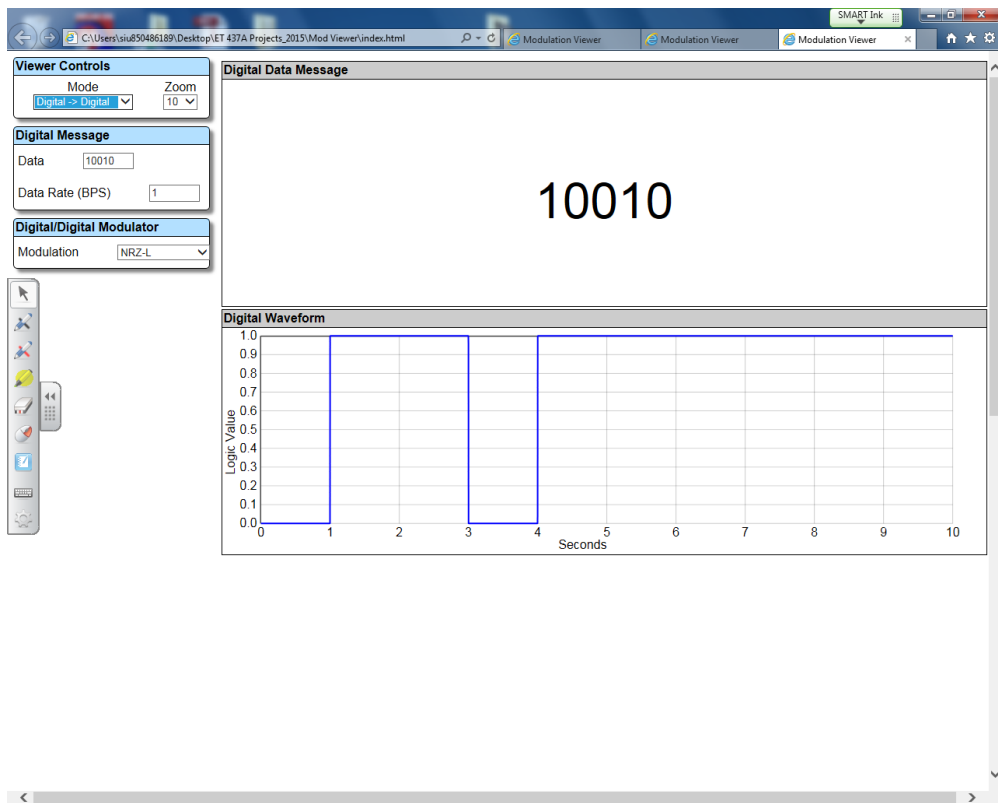 SMART Ink
C:\Users\siu850486189\Desktop\ET 437A Projects_2015\Mod Viewer\index.html
Modulation Viewer
Modulation Viewer
Modulation Viewer
Viewer Controls
Mode Zoom
Digital -> Digital 10
Digital Message
Data 10010
Data Rate (BPS) 1
Digital/Digital Modulator
Modulation NRZ-L
Digital Data Message
10010
Digital Waveform
1.0
0.9
0.8
0.7
0.6
0.5
0.4
0.3
0.2
0.1
0.0
Logic Value
0 1 2 3 4 5 6 7 8 9 10
Seconds